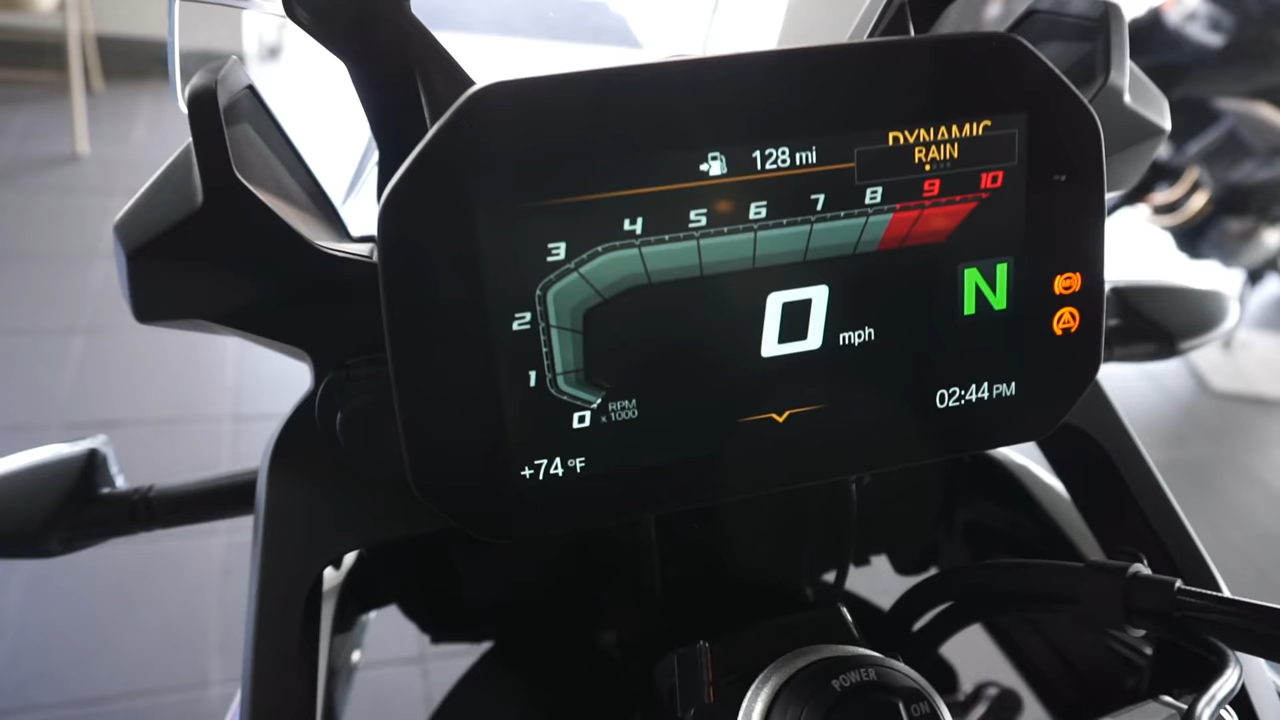 DYNAMIC
128 mi
RAIN
1 2 3 4 5 6 7 8 9 10
0 mph
N
ABS
0 RPM
x 1000
02:44 PM
+74 °F
POWER
ON